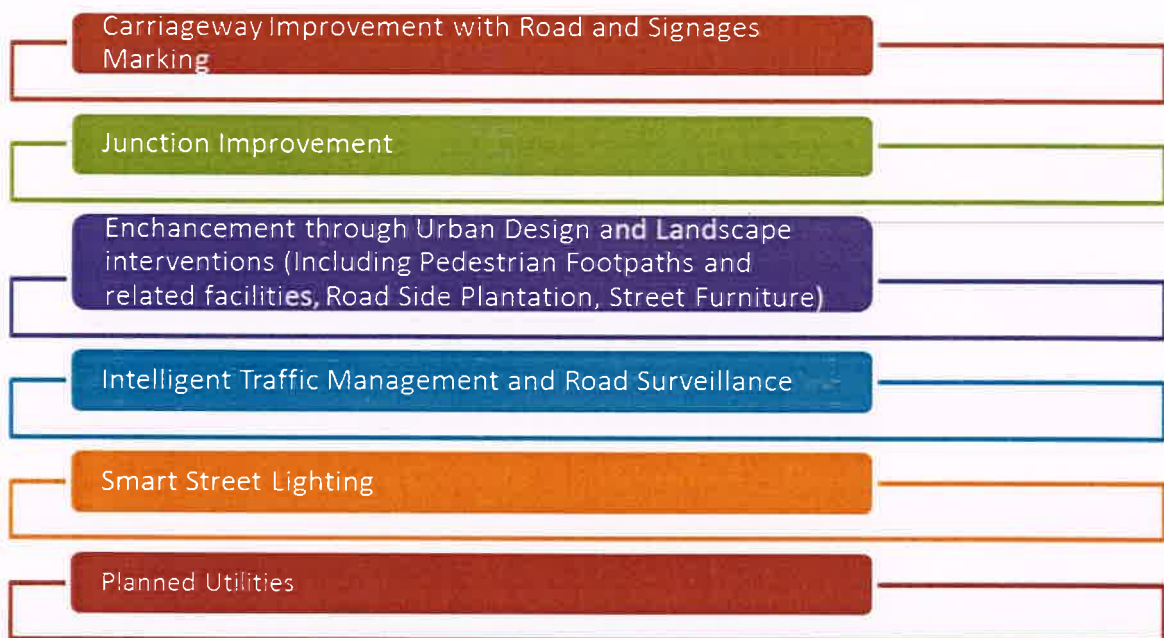 Carriageway Improvement with Road and Signages
Marking
Junction Improvement
Enchancement through Urban Design and Landscape
interventions (Including Pedestrian Footpaths and
related facilities, Road Side Plantation, Street Furniture)
Intelligent Traffic Management and Road Surveillance
Smart Street Lighting
Planned Utilities